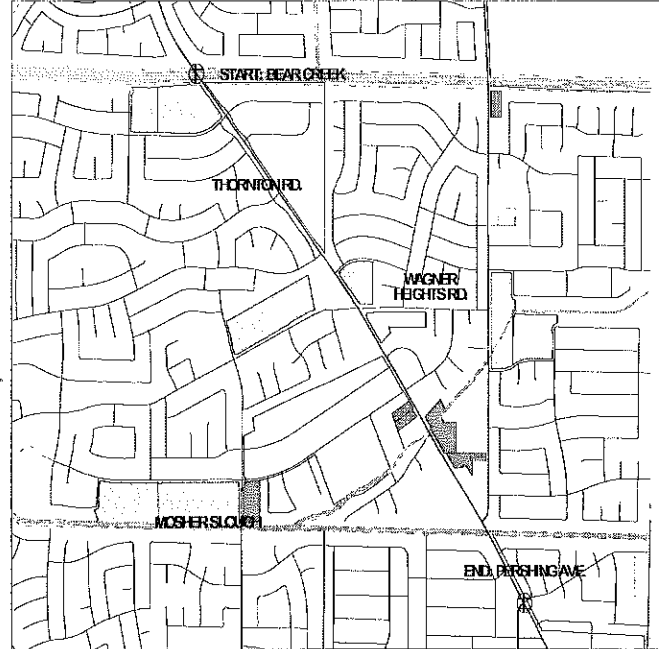 START: BEAR CREEK
THORNTON RD.
WAGNER
HEIGHTS RD.
MOSHER SLOUGH
END: PERSHING AVE.